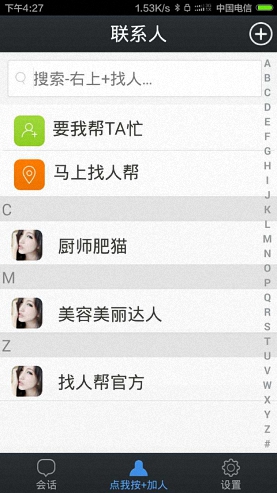 下午4:27 1.53K/s 中国电信
联系人
搜索-右上+找人...
要我帮TA忙
马上找人帮
C
厨师肥猫
M
美容美丽达人
Z
找人帮官方
A
B
C
D
E
F
G
H
I
J
K
L
M
N
O
P
Q
R
S
T
U
V
W
X
Y
Z
#
会话 点我按+加人 设置